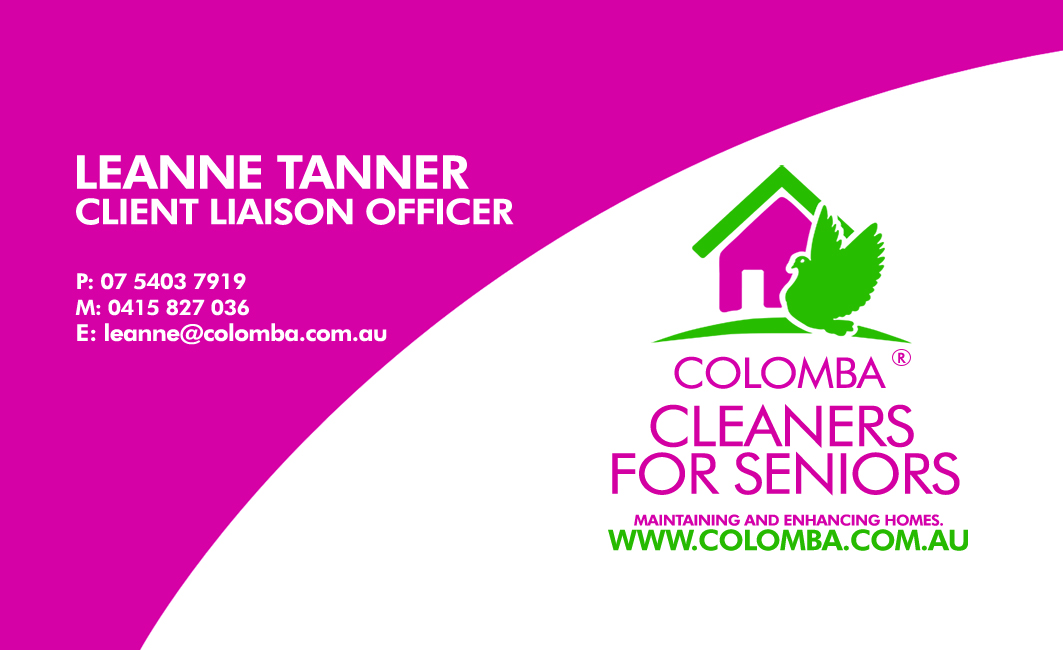 LEANNE TANNER
CLIENT LIAISON OFFICER
P: 07 5403 7919
M: 0415 827 036
E: leanne@colomba.com.au
COLOMBA ®
CLEANERS
FOR SENIORS
MAINTAINING AND ENHANCING HOMES.
WWW.COLOMBA.COM.AU